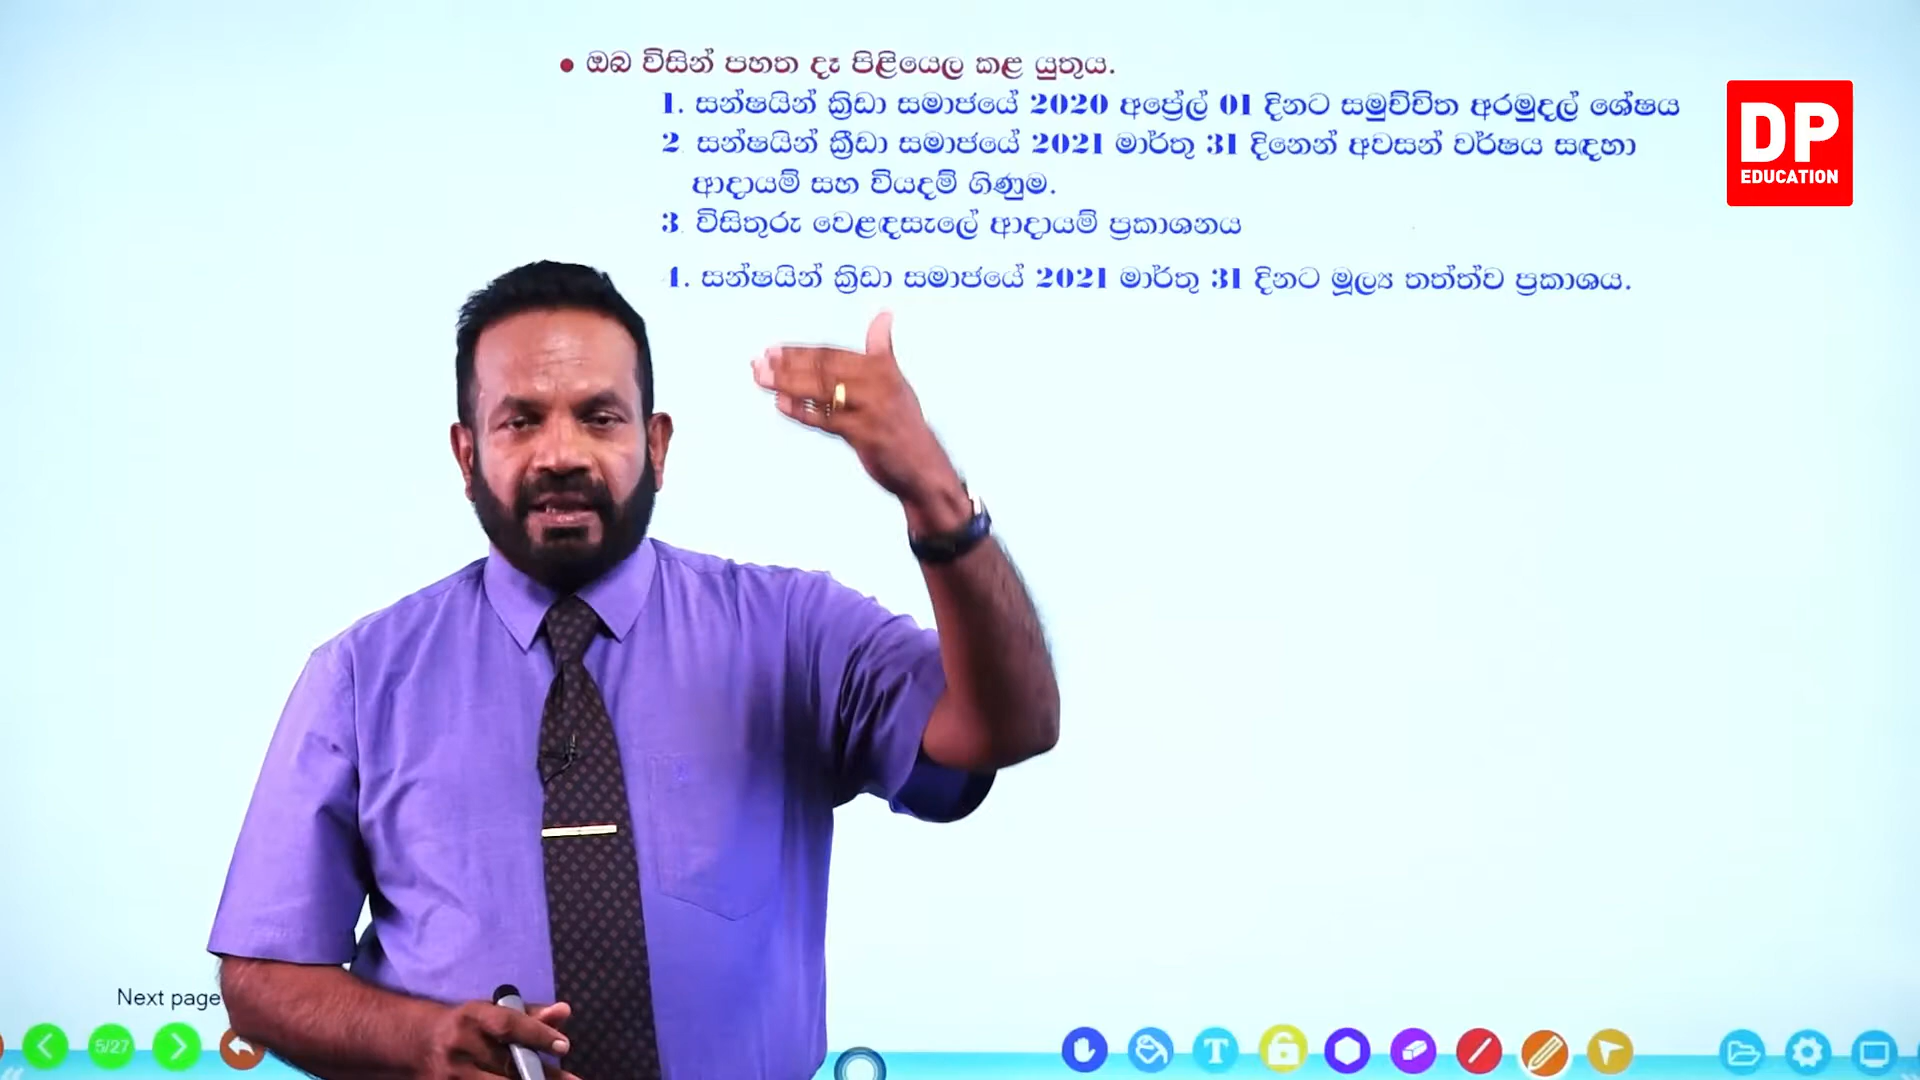 • ඔබ විසින් පහත දෑ පිළියෙල කළ යුතුය.
1. සන්ෂයින් ක්‍රිඩා සමාජයේ 2020 අප්‍රේල් 01 දිනට සමුච්චිත අරමුදල් ශේෂය
2. සන්ෂයින් ක්‍රීඩා සමාජයේ 2021 මාර්තු 31 දිනෙන් අවසන් වර්ෂය සඳහා
ආදායම් සහ වියදම් ගිණුම.
3. විසිතුරු වෙළඳසැලේ ආදායම් ප්‍රකාශනය
4. සන්ෂයින් ක්‍රිඩා සමාජයේ 2021 මාර්තු 31 දිනට මූල්‍ය තත්ත්ව ප්‍රකාශය.
DP
EDUCATION
Next page
5/27
T